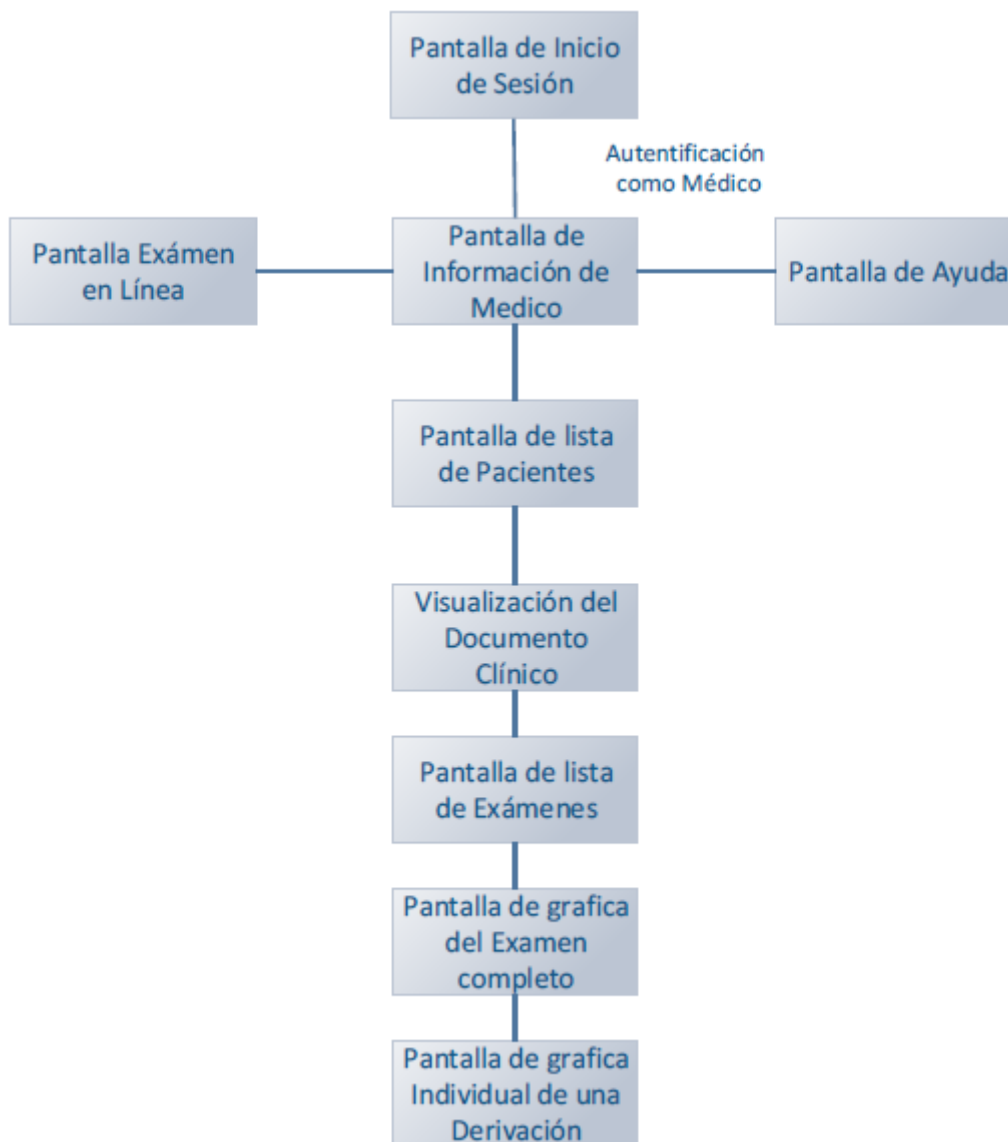 Pantalla de Inicio
de Sesión
Autentificación
como Médico
Pantalla Exámen
en Línea
Pantalla de
Información de
Medico
Pantalla de Ayuda
Pantalla de lista
de Pacientes
Visualización del
Documento
Clínico
Pantalla de lista
de Exámenes
Pantalla de grafica
del Examen
completo
Pantalla de grafica
Individual de una
Derivación